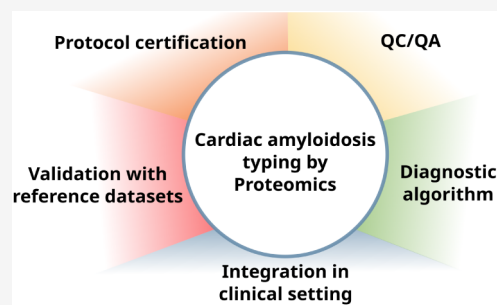 Protocol certification
QC/QA
Cardiac amyloidosis
typing by
Proteomics
Validation with
reference datasets
Diagnostic
algorithm
Integration in
clinical setting